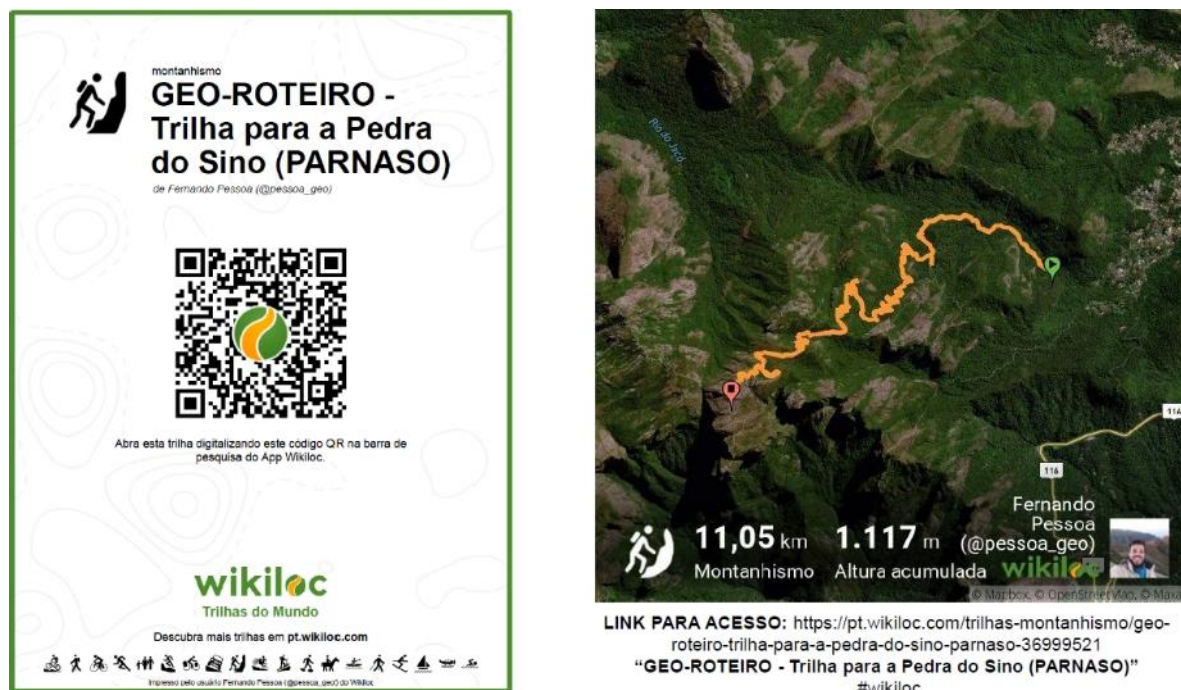 montanhismo
GEO-ROTEIRO -
Trilha para a Pedra
do Sino (PARNASO)
de Fernando Pessoa (@pessoa_geo)
Abra esta trilha digitalizando este código QR na barra de
pesquisa do App Wikiloc.
wikiloc
Trilhas do Mundo
Descubra mais trilhas em pt.wikiloc.com
Impresso pelo usuário Fernando Pessoa (@pessoa_geo) do Wikiloc
Rio do Jacó
116
116
Fernando
Pessoa
(@pessoa_geo)
11,05 km
Montanhismo
1.117 m
Altura acumulada
wikiloc
© Mapbox, © OpenStreetMap, © Maxa
LINK PARA ACESSO: https://pt.wikiloc.com/trilhas-montanhismo/geo-
roteiro-trilha-para-a-pedra-do-sino-parnaso-36999521
“GEO-ROTEIRO - Trilha para a Pedra do Sino (PARNASO)”
#wikiloc